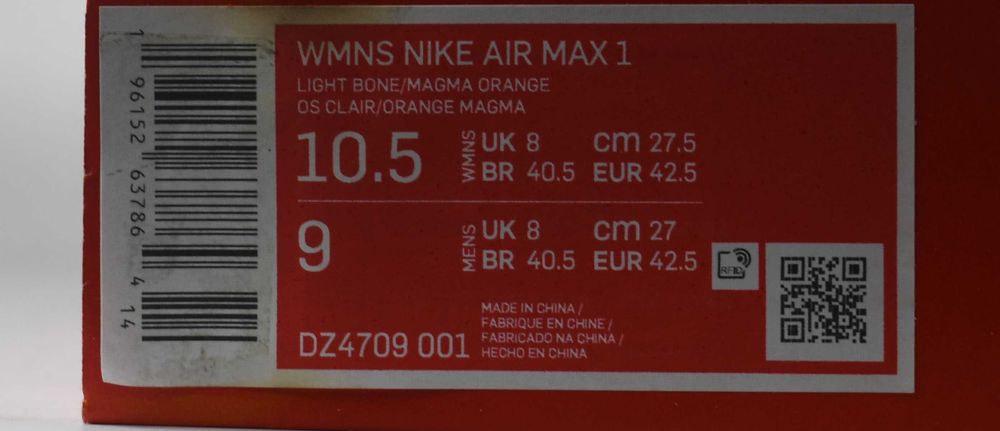 1 96152 63786 4 14
WMNS NIKE AIR MAX 1
LIGHT BONE/MAGMA ORANGE
OS CLAIR/ORANGE MAGMA
10.5 WMNS UK 8 cm 27.5
BR 40.5 EUR 42.5
9 MENS UK 8 cm 27
BR 40.5 EUR 42.5
RFID
MADE IN CHINA /
FABRIQUE EN CHINE /
FABRICADO NA CHINA /
HECHO EN CHINA
DZ4709 001